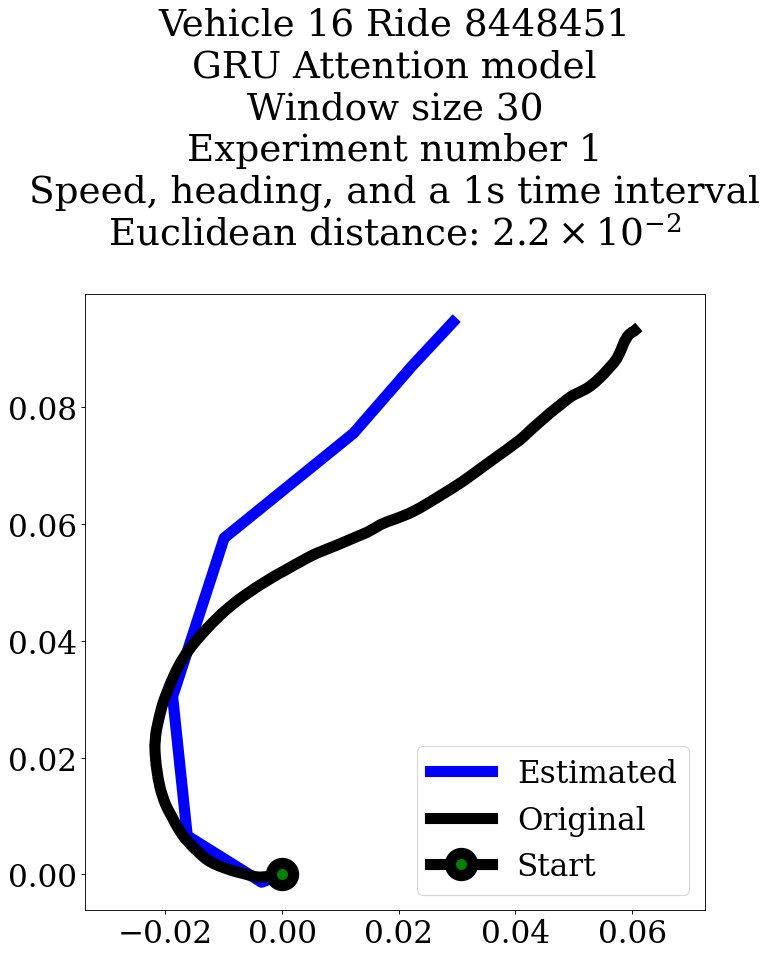 Vehicle 16 Ride 8448451
GRU Attention model
Window size 30
Experiment number 1
Speed, heading, and a 1s time interval
Euclidean distance: 2.2 × 10⁻²
0.08
0.06
0.04
0.02
0.00
−0.02 0.00 0.02 0.04 0.06
Estimated
Original
Start